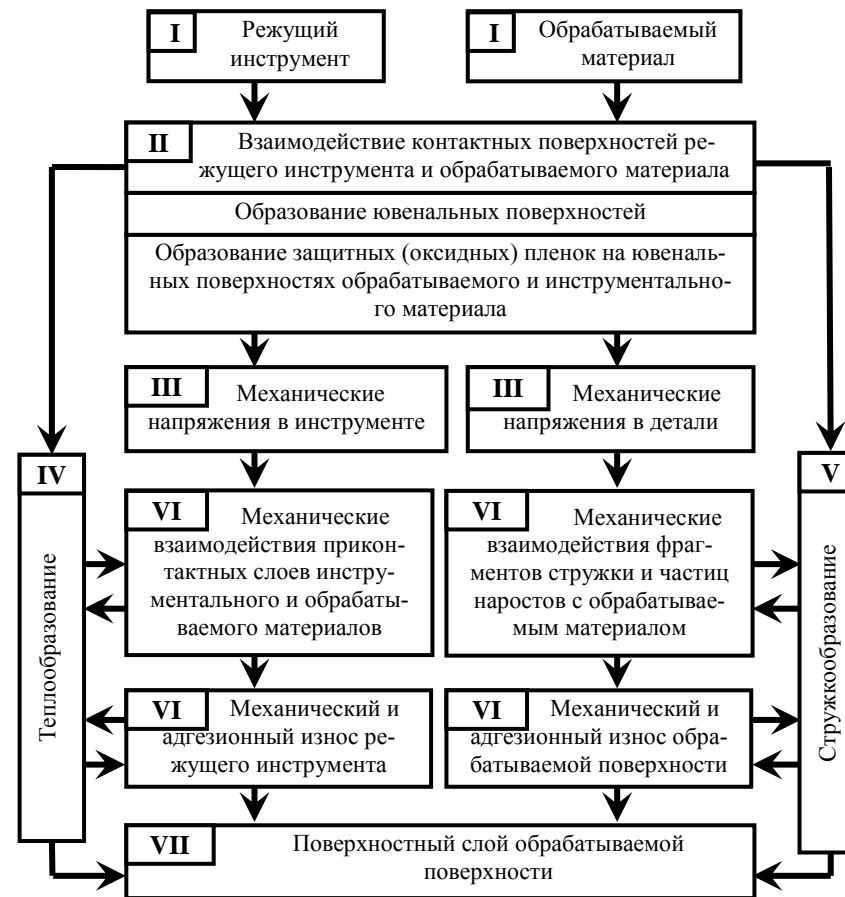 I Режущий
инструмент
I Обрабатываемый
материал
II Взаимодействие контактных поверхностей ре-
жущего инструмента и обрабатываемого материала
Образование ювенальных поверхностей
Образование защитных (оксидных) пленок на ювеналь-
ных поверхностях обрабатываемого и инструментально-
го материала
III Механические
напряжения в инструменте
III Механические
напряжения в детали
IV
Теплообразование
V
Стружкообразование
VI Механические
взаимодействия прикон-
тактных слоев инстру-
ментального и обрабаты-
ваемого материалов
VI Механические
взаимодействия фраг-
ментов стружки и частиц
наростов с обрабатывае-
мым материалом
VI Механический и
адгезионный износ ре-
жущего инструмента
VI Механический и
адгезионный износ обра-
батываемой поверхности
VII Поверхностный слой обрабатываемой
поверхности